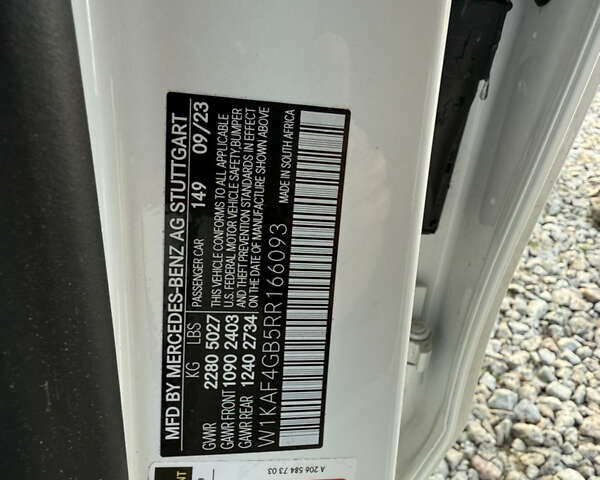 MFD BY MERCEDES-BENZ AG STUTTGART
KG LBS PASSENGER CAR 149 09/23
GVWR 2280 5027 THIS VEHICLE CONFORMS TO ALL APPLICABLE
GAWR FRONT 1090 2403 U.S. FEDERAL MOTOR VEHICLE SAFETY, BUMPER
GAWR REAR 1240 2734 AND THEFT PREVENTION STANDARDS IN EFFECT
ON DATE OF MANUFACTURE SHOWN ABOVE
W1KAF4GB5RR166093 MADE IN SOUTH AFRICA
A 206 584 73 03